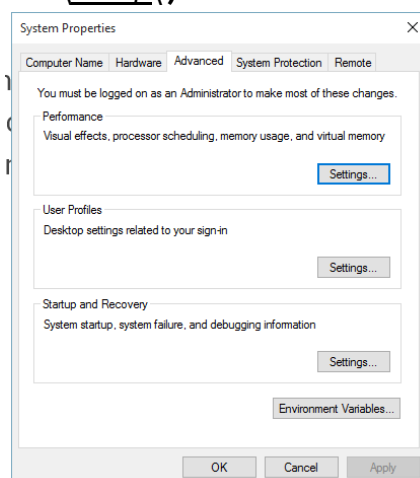 System Properties
Computer Name Hardware Advanced System Protection Remote
You must be logged on as an Administrator to make most of these changes.
Performance
Visual effects, processor scheduling, memory usage, and virtual memory
Settings...
User Profiles
Desktop settings related to your sign-in
Settings...
Startup and Recovery
System startup, system failure, and debugging information
Settings...
Environment Variables...
OK Cancel Apply